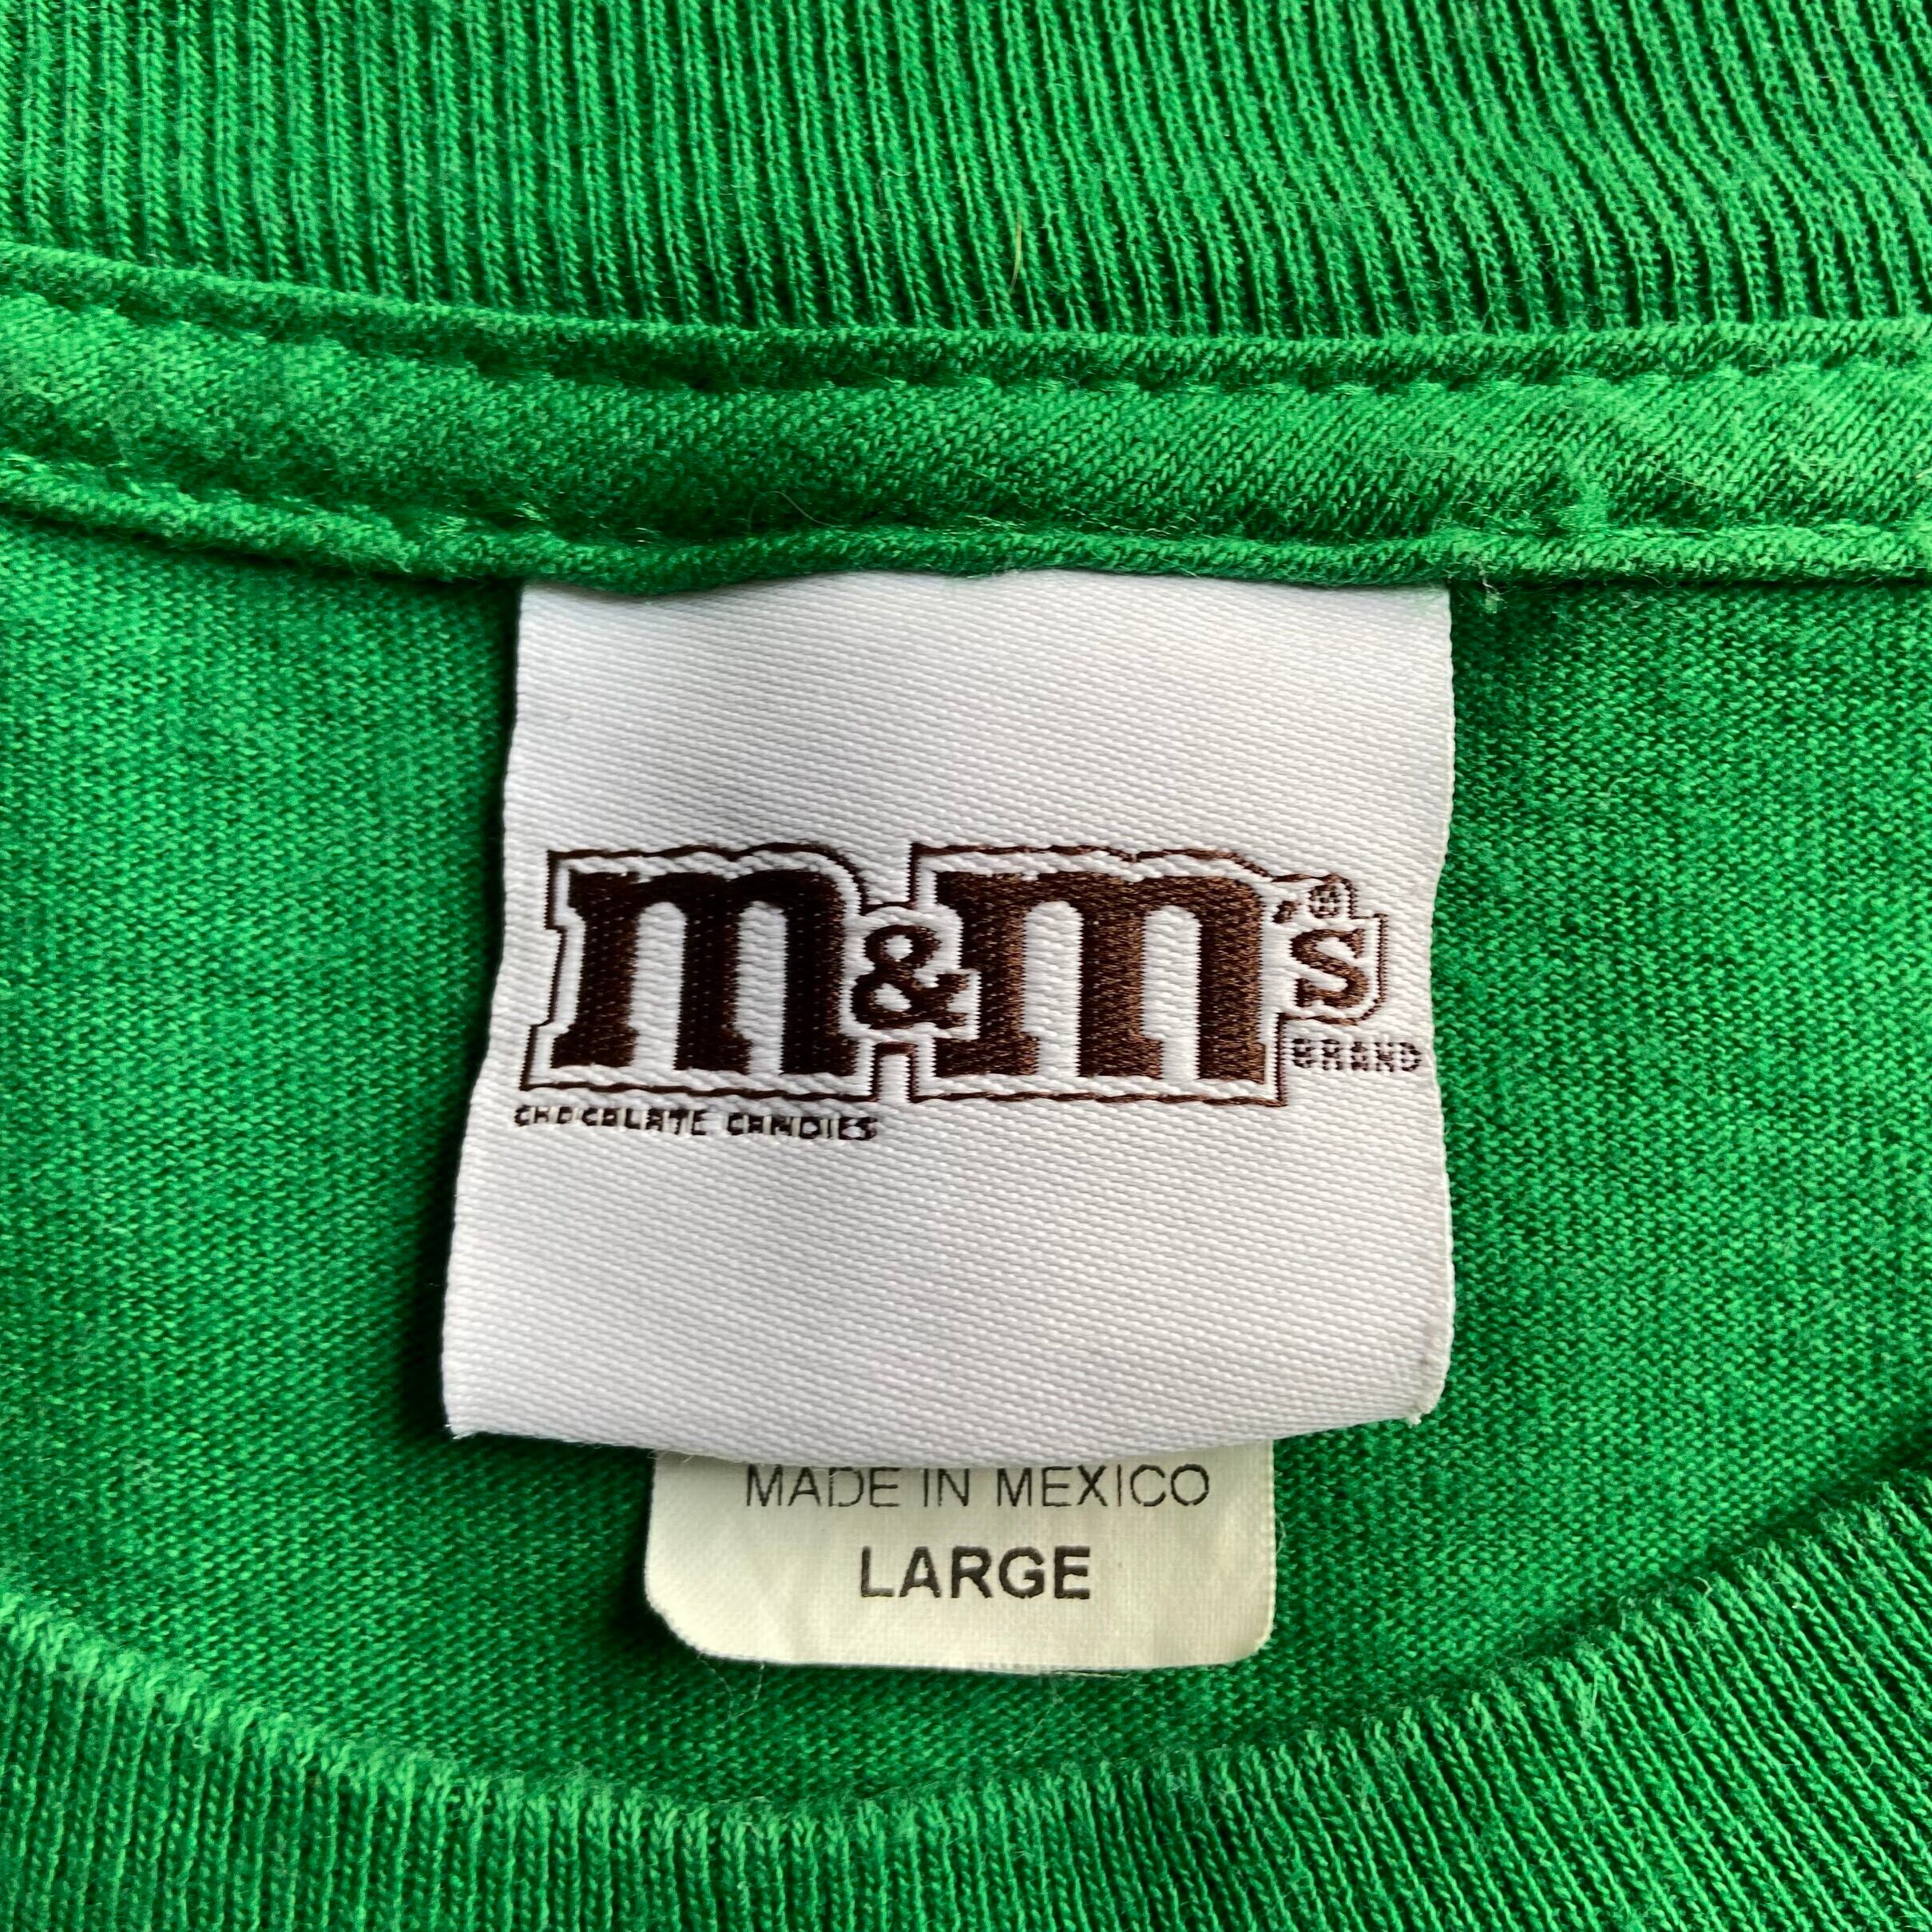 m&m's®
BRAND
CHOCOLATE CANDIES
MADE IN MEXICO
LARGE